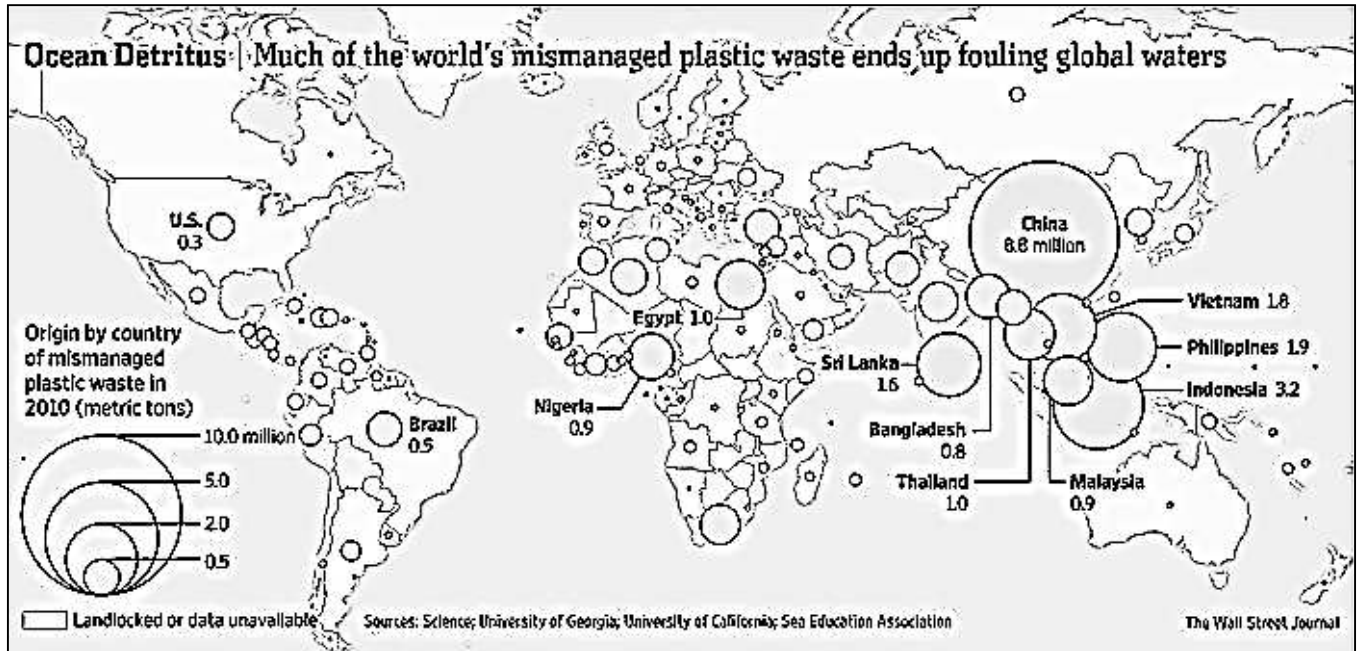 Ocean Detritus | Much of the world's mismanaged plastic waste ends up fouling global waters
U.S.
0.3
China
8.8 million
Egypt 1.0
Vietnam 1.8
Philippines 1.9
Indonesia 3.2
Sri Lanka
1.6
Nigeria
0.9
Brazil
0.5
Bangladesh
0.8
Thailand
1.0
Malaysia
0.9
Origin by country
of mismanaged
plastic waste in
2010 (metric tons)
10.0 million
5.0
2.0
0.5
Landlocked or data unavailable
Sources: Science; University of Georgia; University of California; Sea Education Association
The Wall Street Journal